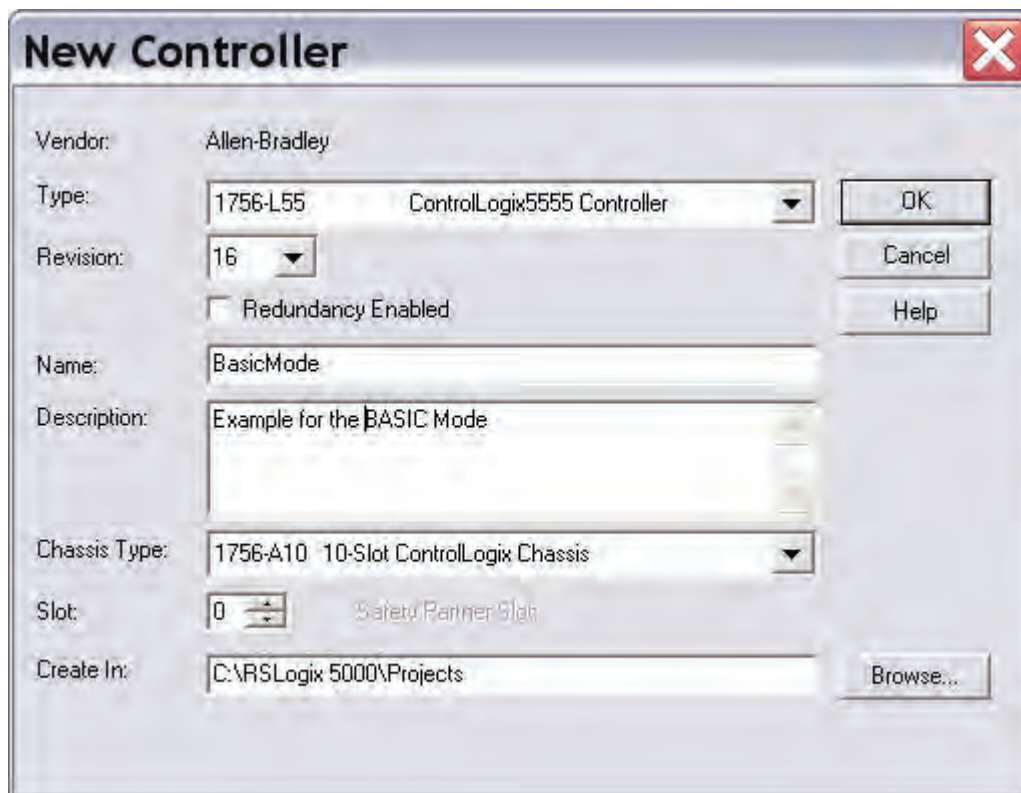 New Controller
Vendor: Allen-Bradley
Type: 1756-L55 ControlLogix5555 Controller OK
Revision: 16 Cancel
Redundancy Enabled Help
Name: BasicMode
Description: Example for the BASIC Mode
Chassis Type: 1756-A10 10-Slot ControlLogix Chassis
Slot: 0 Safety Partner Slot
Create In: C:\RSLogix 5000\Projects Browse...